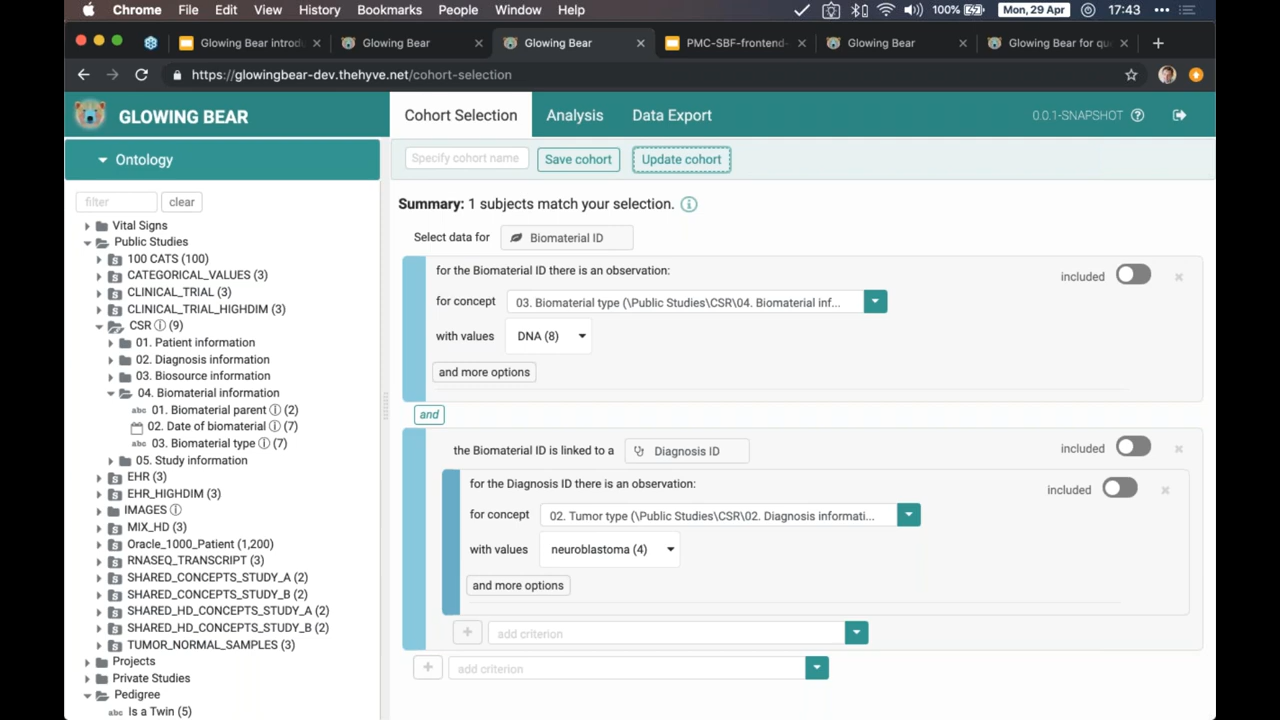 Chrome File Edit View History Bookmarks People Window Help 100% Mon, 29 Apr 17:43
Glowing Bear introdu Glowing Bear Glowing Bear PMC-SBF-frontend- Glowing Bear Glowing Bear for que
https://glowingbear-dev.thehyve.net/cohort-selection
GLOWING BEAR
Cohort Selection Analysis Data Export 0.0.1-SNAPSHOT
Ontology
Specify cohort name Save cohort Update cohort
filter clear
Vital Signs
Public Studies
100 CATS (100)
CATEGORICAL_VALUES (3)
CLINICAL_TRIAL (3)
CLINICAL_TRIAL_HIGHDIM (3)
CSR (9)
01. Patient information
02. Diagnosis information
03. Biosource information
04. Biomaterial information
abc 01. Biomaterial parent (2)
02. Date of biomaterial (7)
abc 03. Biomaterial type (7)
05. Study information
EHR (3)
EHR_HIGHDIM (3)
IMAGES
MIX_HD (3)
Oracle_1000_Patient (1,200)
RNASEQ_TRANSCRIPT (3)
SHARED_CONCEPTS_STUDY_A (2)
SHARED_CONCEPTS_STUDY_B (2)
SHARED_HD_CONCEPTS_STUDY_A (2)
SHARED_HD_CONCEPTS_STUDY_B (2)
TUMOR_NORMAL_SAMPLES (3)
Projects
Private Studies
Pedigree
abc Is a Twin (5)
Summary: 1 subjects match your selection.
Select data for Biomaterial ID
for the Biomaterial ID there is an observation:
included
for concept 03. Biomaterial type (\Public Studies\CSR\04. Biomaterial inf...
with values DNA (8)
and more options
and
the Biomaterial ID is linked to a Diagnosis ID
included
for the Diagnosis ID there is an observation:
included
for concept 02. Tumor type (\Public Studies\CSR\02. Diagnosis informati...
with values neuroblastoma (4)
and more options
+ add criterion
+ add criterion